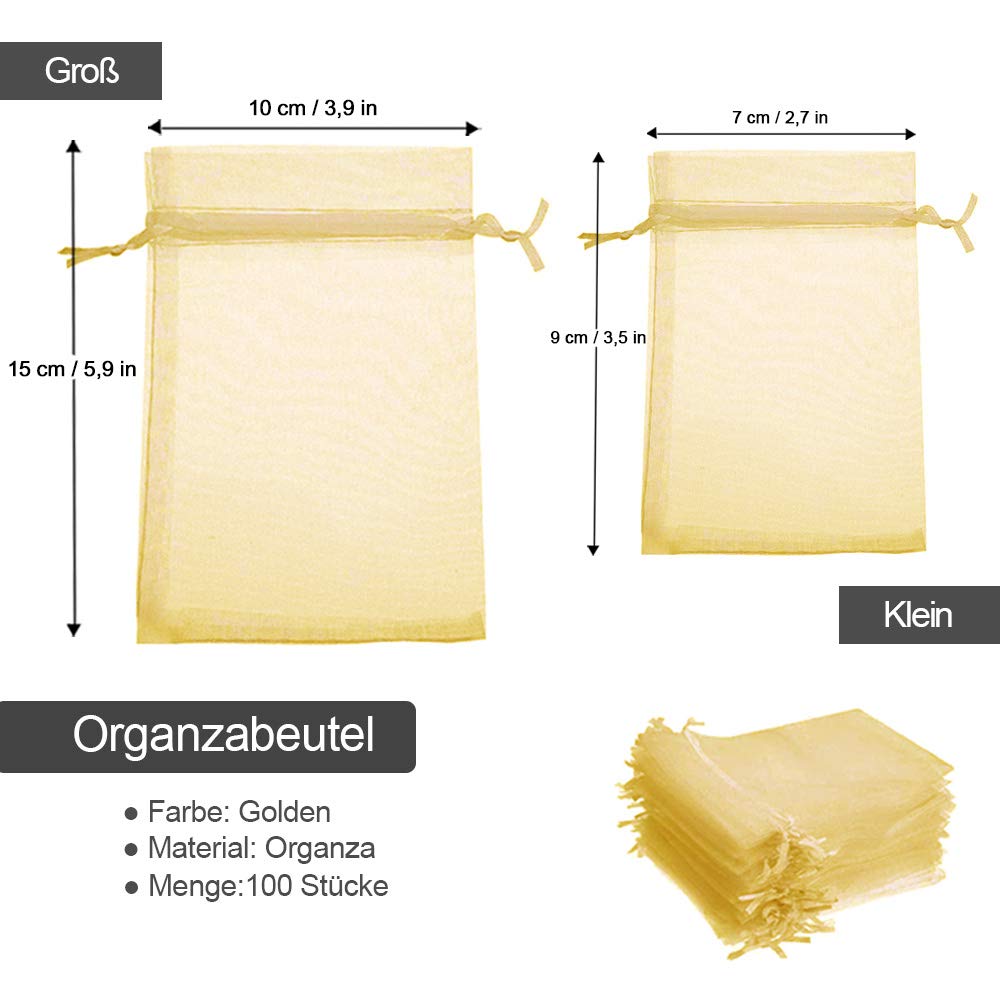 Groß
10 cm / 3,9 in
7 cm / 2,7 in
15 cm / 5,9 in
9 cm / 3,5 in
Klein
Organzabeutel
● Farbe: Golden
● Material: Organza
● Menge:100 Stücke